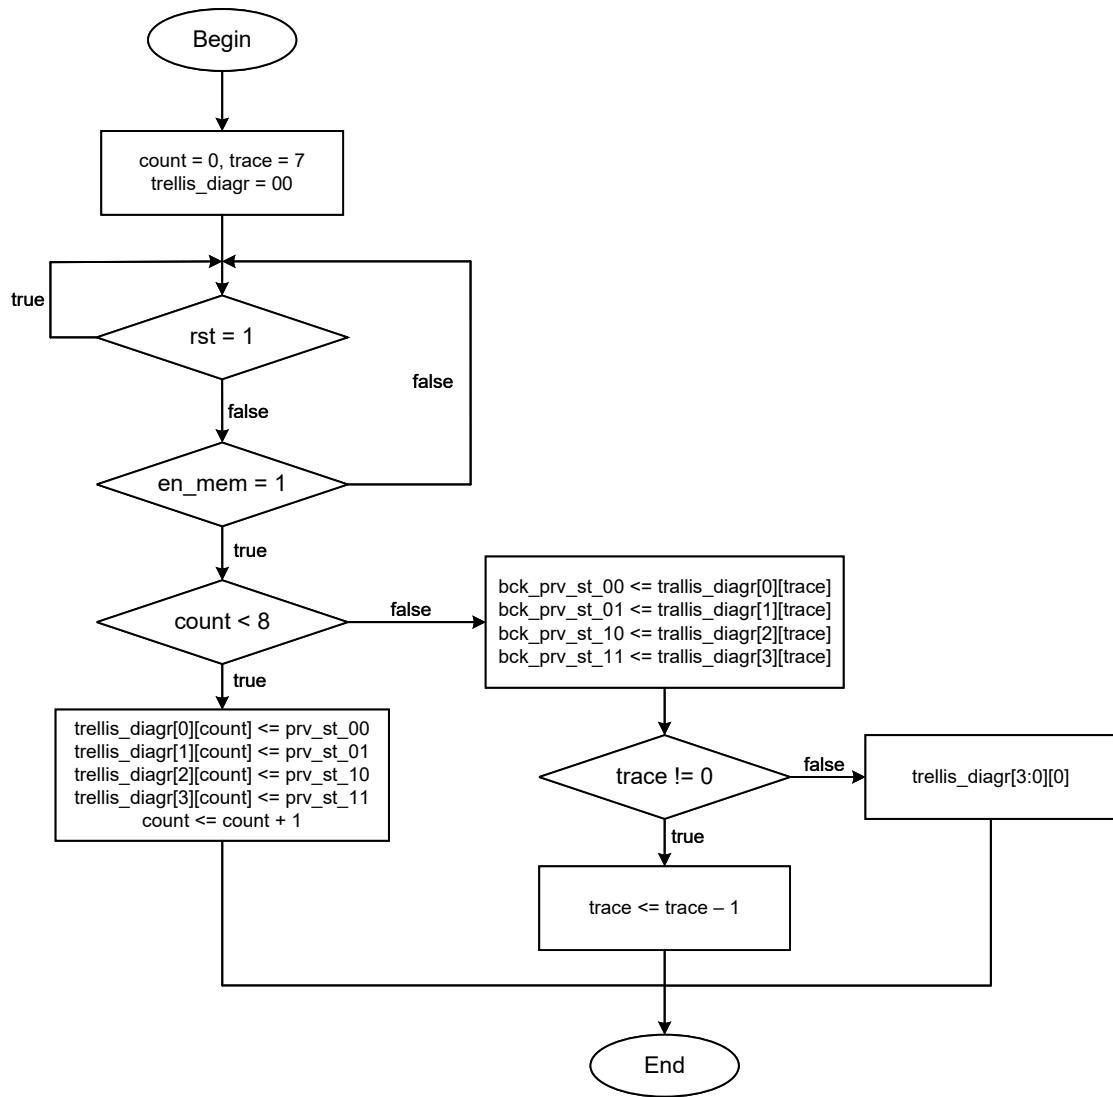 Begin
count = 0, trace = 7
trellis_diagr = 00
true
rst = 1
false
false
en_mem = 1
true
count < 8
false
bck_prv_st_00 <= trallis_diagr[0][trace]
bck_prv_st_01 <= trallis_diagr[1][trace]
bck_prv_st_10 <= trallis_diagr[2][trace]
bck_prv_st_11 <= trallis_diagr[3][trace]
true
trellis_diagr[0][count] <= prv_st_00
trellis_diagr[1][count] <= prv_st_01
trellis_diagr[2][count] <= prv_st_10
trellis_diagr[3][count] <= prv_st_11
count <= count + 1
trace != 0
false
trellis_diagr[3:0][0]
true
trace <= trace – 1
End